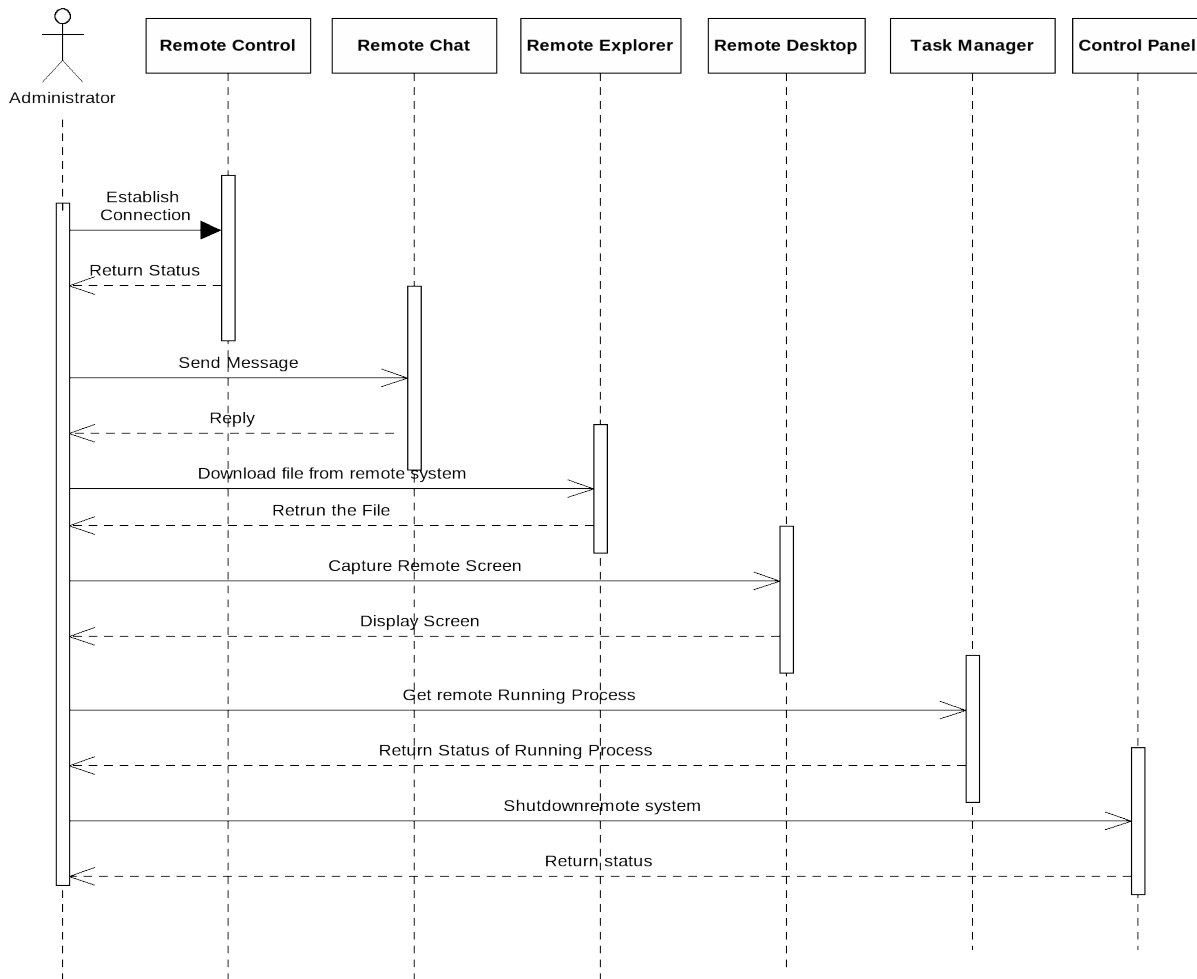 Remote Control
Remote Chat
Remote Explorer
Remote Desktop
Task Manager
Control Panel
Administrator
Establish
Connection
Return Status
Send Message
Reply
Download file from remote system
Retrun the File
Capture Remote Screen
Display Screen
Get remote Running Process
Return Status of Running Process
Shutdownremote system
Return status